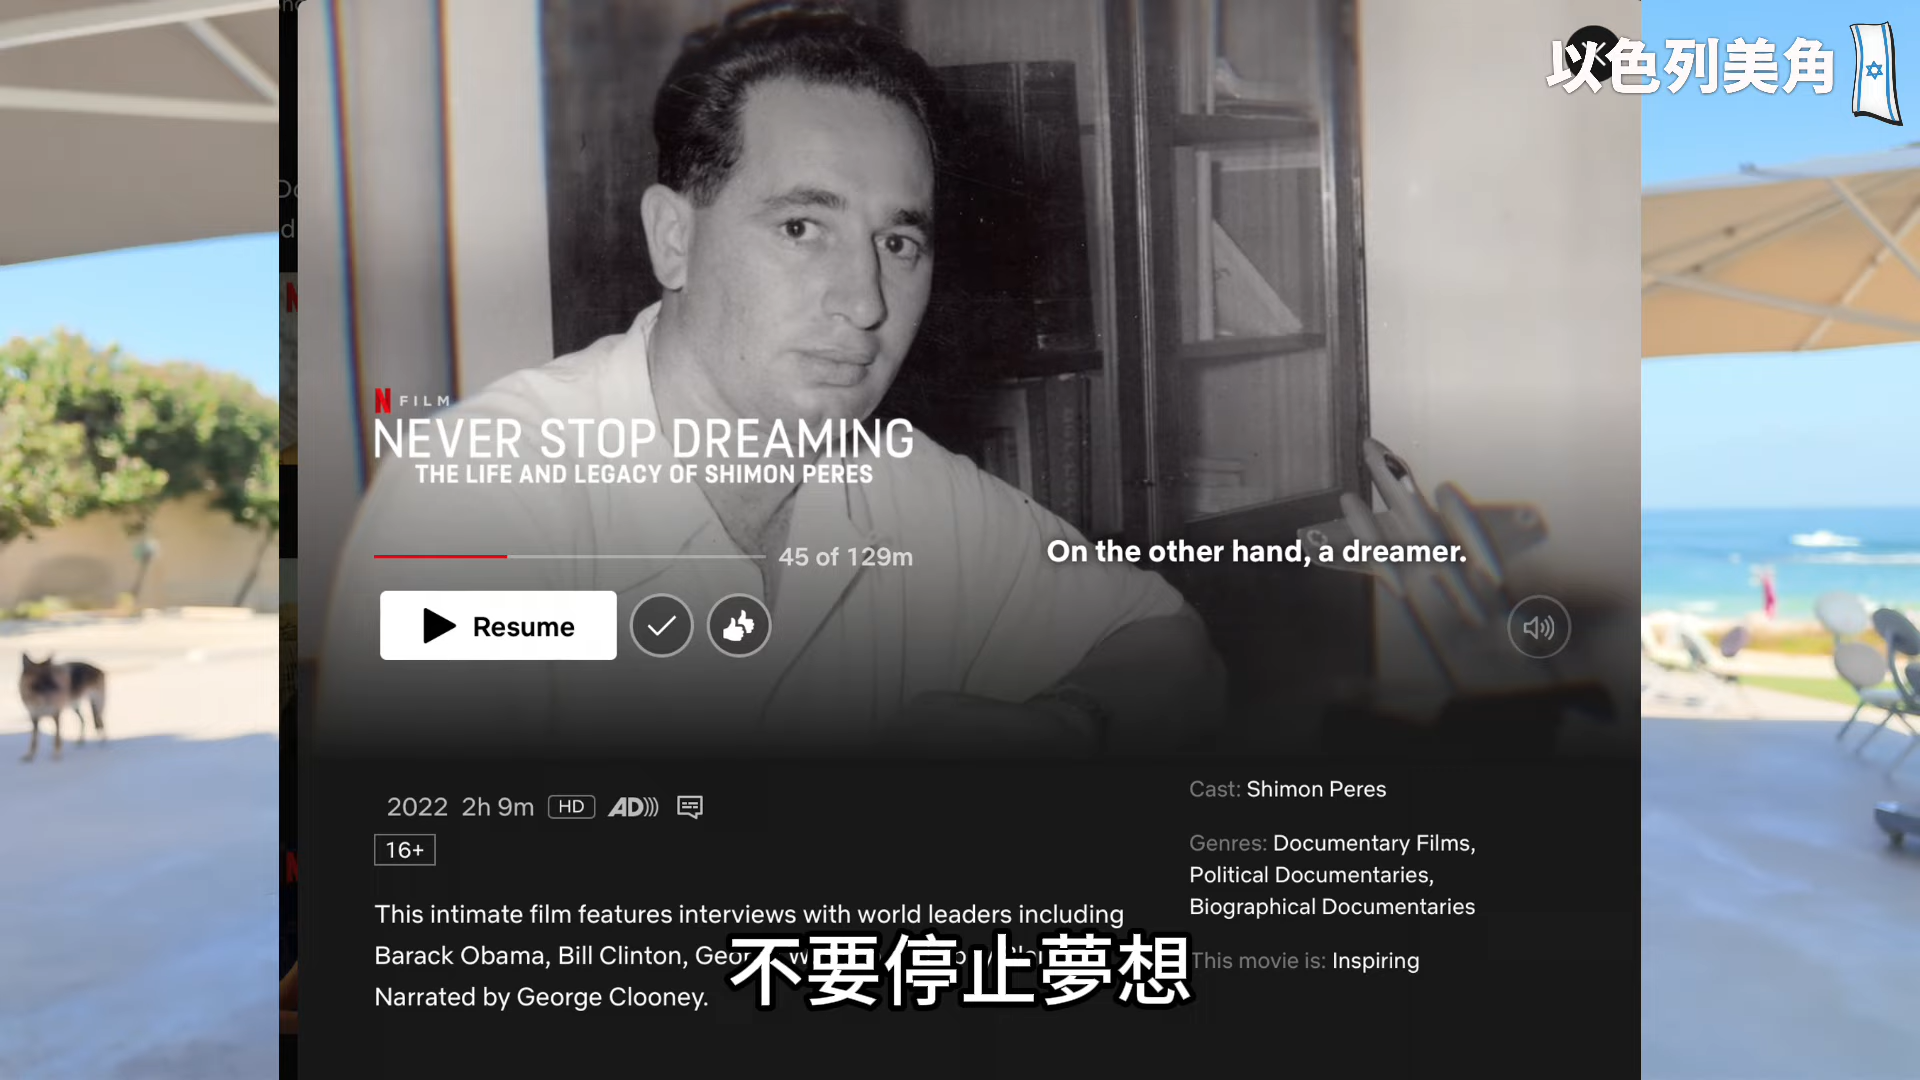 以色列美角
N FILM
NEVER STOP DREAMING
THE LIFE AND LEGACY OF SHIMON PERES
45 of 129m
On the other hand, a dreamer.
Resume
2022 2h 9m HD AD
16+
This intimate film features interviews with world leaders including
Barack Obama, Bill Clinton,
Narrated by George Clooney.
Cast: Shimon Peres
Genres: Documentary Films,
Political Documentaries,
Biographical Documentaries
This movie is: Inspiring
不要停止夢想